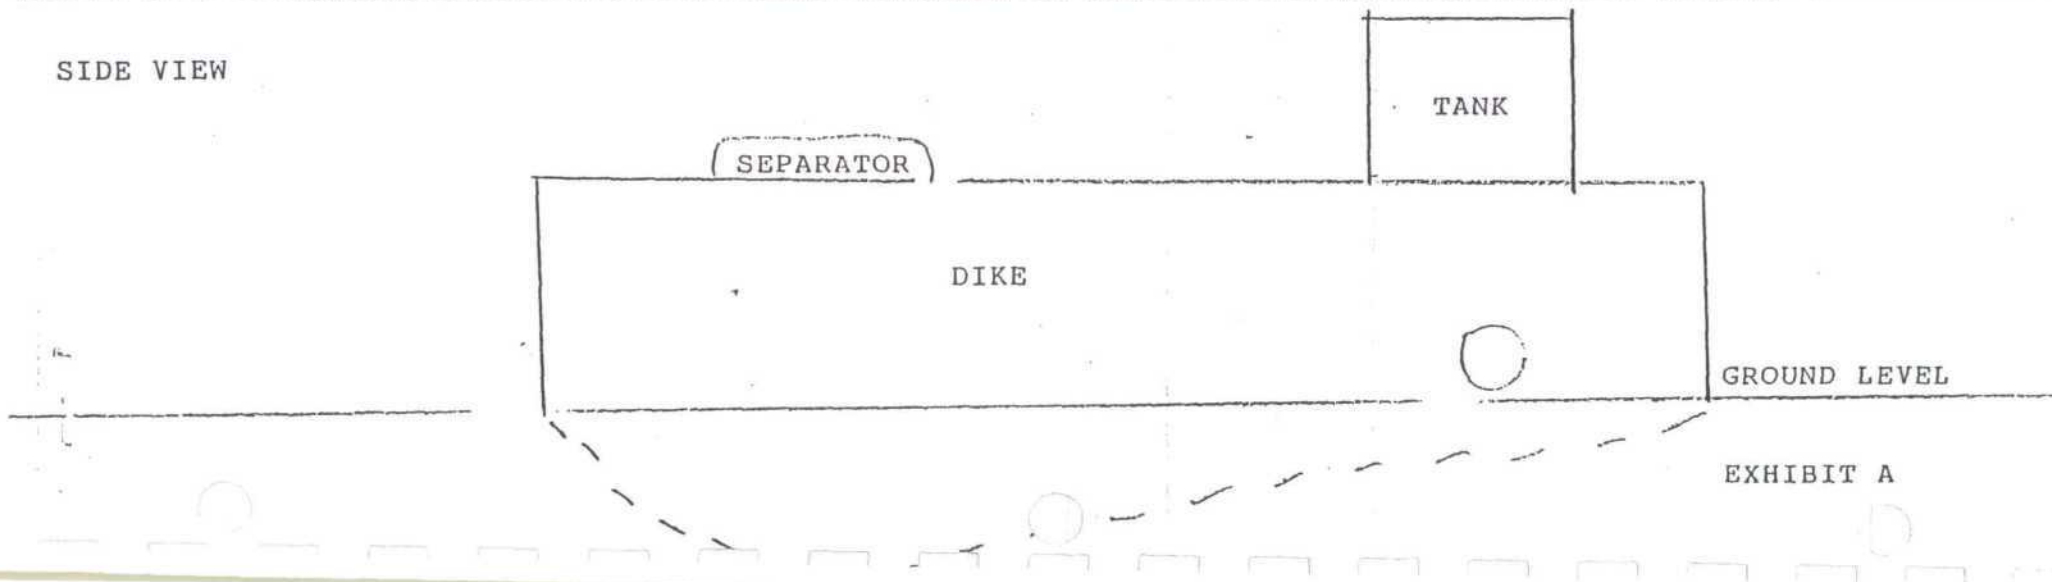 SIDE VIEW
TANK
SEPARATOR
DIKE
GROUND LEVEL
EXHIBIT A